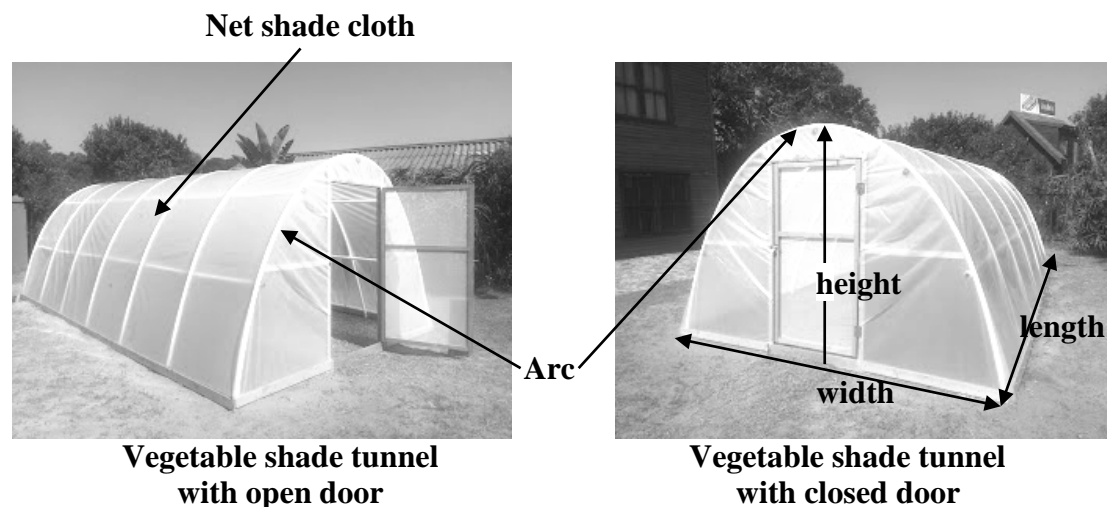 Net shade cloth
height
length
Arc
width
Vegetable shade tunnel
with open door
Vegetable shade tunnel
with closed door